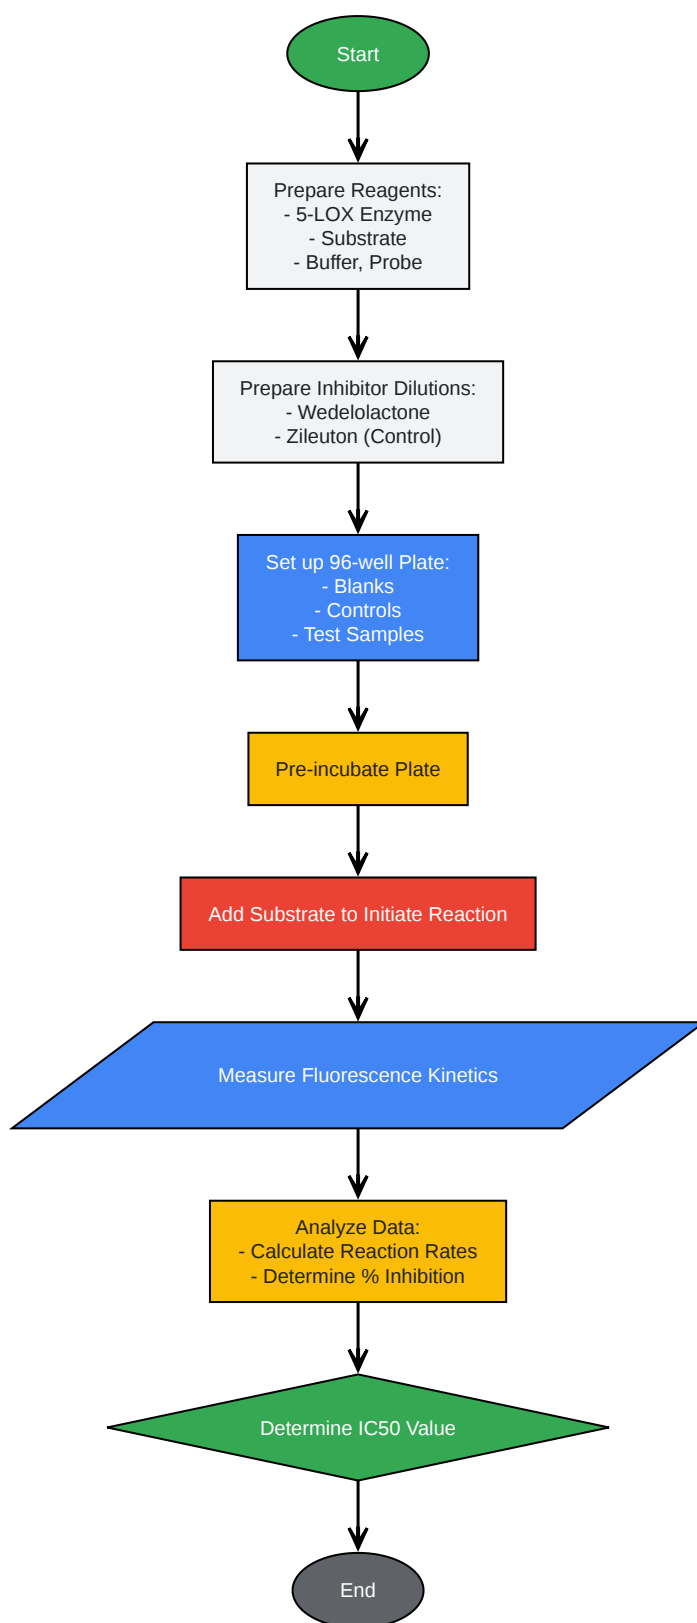 Start
Prepare Reagents:
- 5-LOX Enzyme
- Substrate
- Buffer, Probe
Prepare Inhibitor Dilutions:
- Wedelolactone
- Zileuton (Control)
Set up 96-well Plate:
- Blanks
- Controls
- Test Samples
Pre-incubate Plate
Add Substrate to Initiate Reaction
Measure Fluorescence Kinetics
Analyze Data:
- Calculate Reaction Rates
- Determine % Inhibition
Determine IC50 Value
End